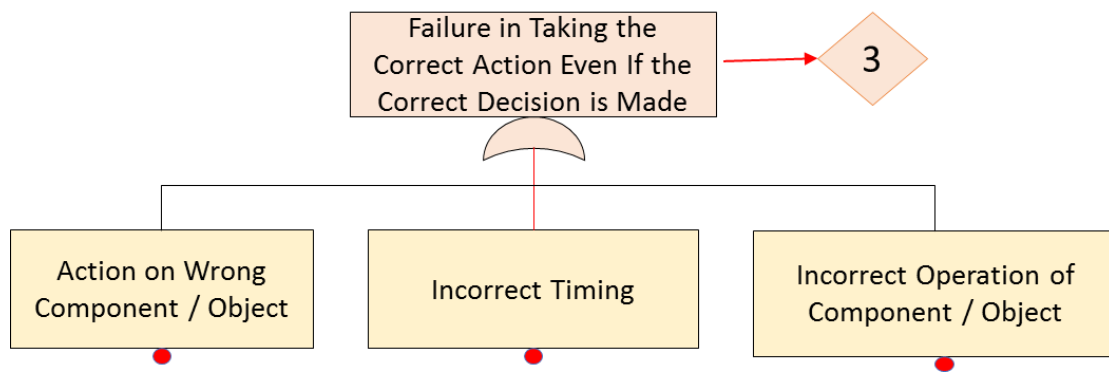 Failure in Taking the
Correct Action Even If the
Correct Decision is Made
3
Action on Wrong
Component / Object
Incorrect Timing
Incorrect Operation of
Component / Object